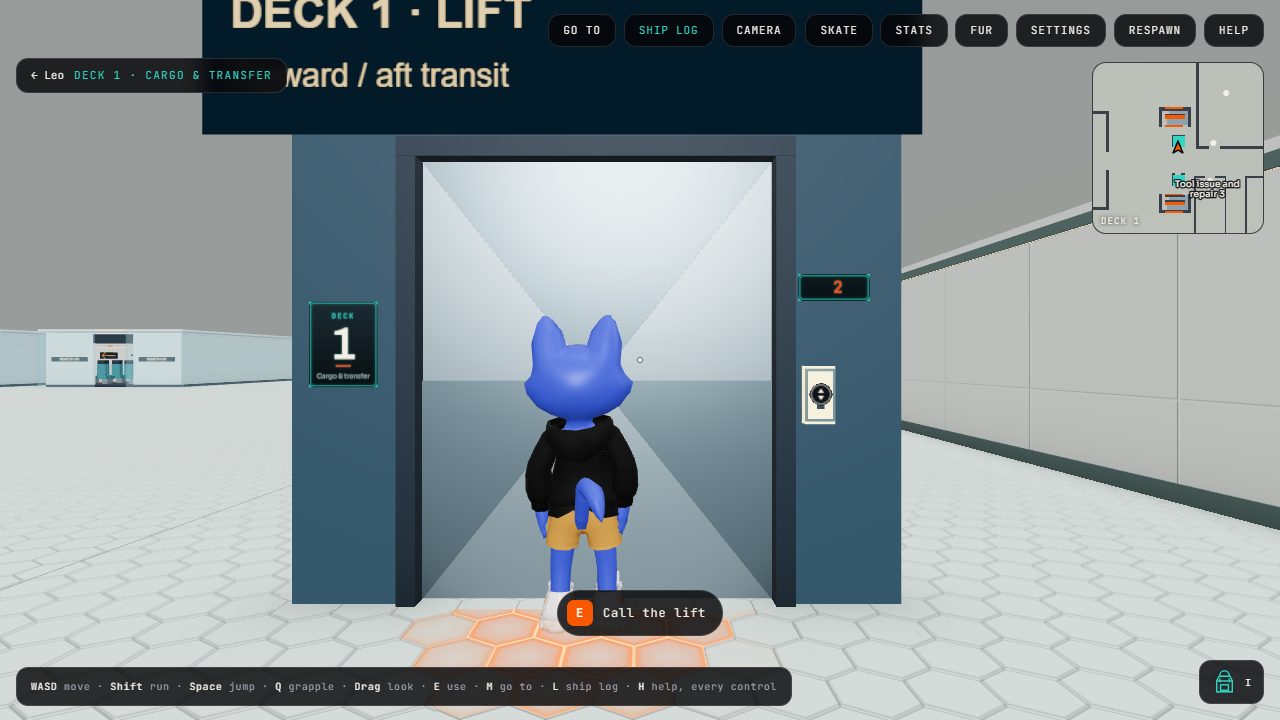 DECK 1 · LIFT
ward / aft transit
GO TO
SHIP LOG
CAMERA
SKATE
STATS
FUR
SETTINGS
RESPAWN
HELP
← Leo DECK 1 · CARGO & TRANSFER
Tool issue and
repair 3
DECK 1
2
DECK
1
Cargo & transfer
E Call the lift
WASD move · Shift run · Space jump · Q grapple · Drag look · E use · M go to · L ship log · H help, every control
I